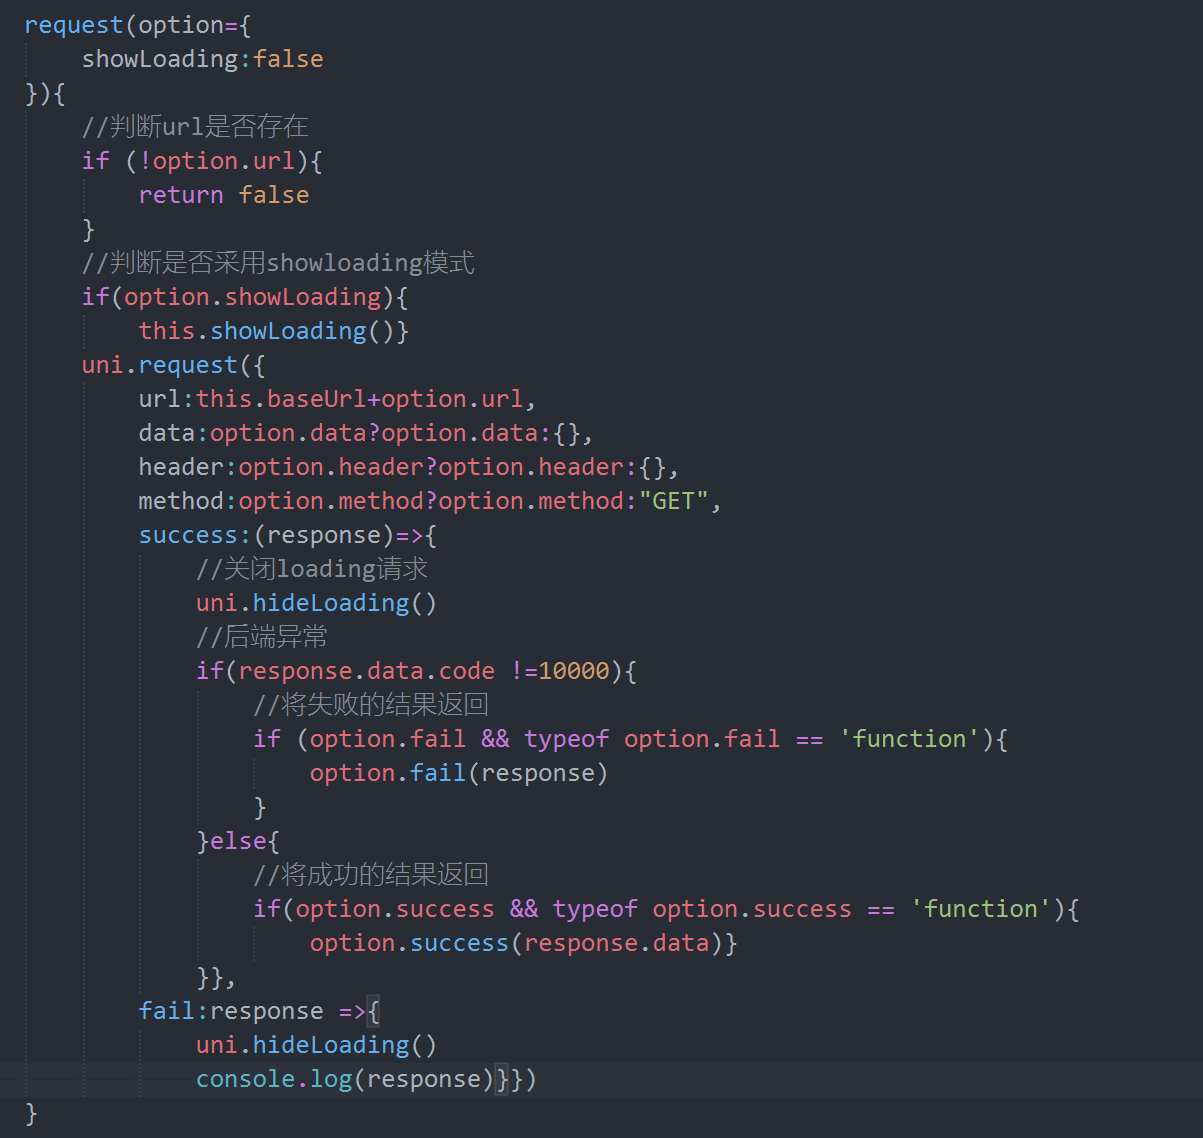 request(option={
    showLoading:false
}){
    //判断url是否存在
    if (!option.url){
        return false
    }
    //判断是否采用showloading模式
    if(option.showLoading){
        this.showLoading()}
    uni.request({
        url:this.baseUrl+option.url,
        data:option.data?option.data:{},
        header:option.header?option.header:{},
        method:option.method?option.method:"GET",
        success:(response)=>{
            //关闭loading请求
            uni.hideLoading()
            //后端异常
            if(response.data.code !=10000){
                //将失败的结果返回
                if (option.fail && typeof option.fail == 'function'){
                    option.fail(response)
                }
            }else{
                //将成功的结果返回
                if(option.success && typeof option.success == 'function'){
                    option.success(response.data)}
            }},
        fail:response =>{
            uni.hideLoading()
            console.log(response)}})
}